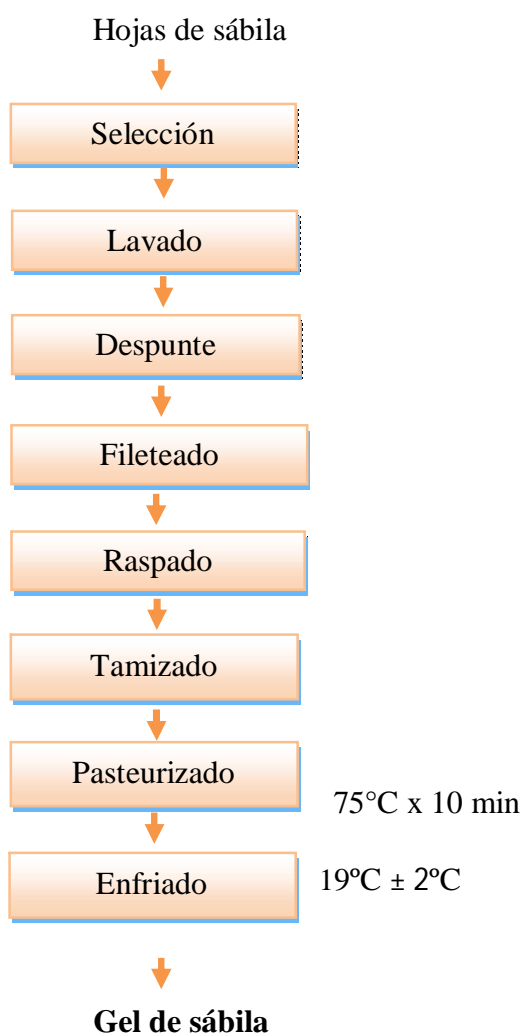 Hojas de sábila
Selección
Lavado
Despunte
Fileteado
Raspado
Tamizado
Pasteurizado
75°C x 10 min
Enfriado
19ºC ± 2ºC
Gel de sábila